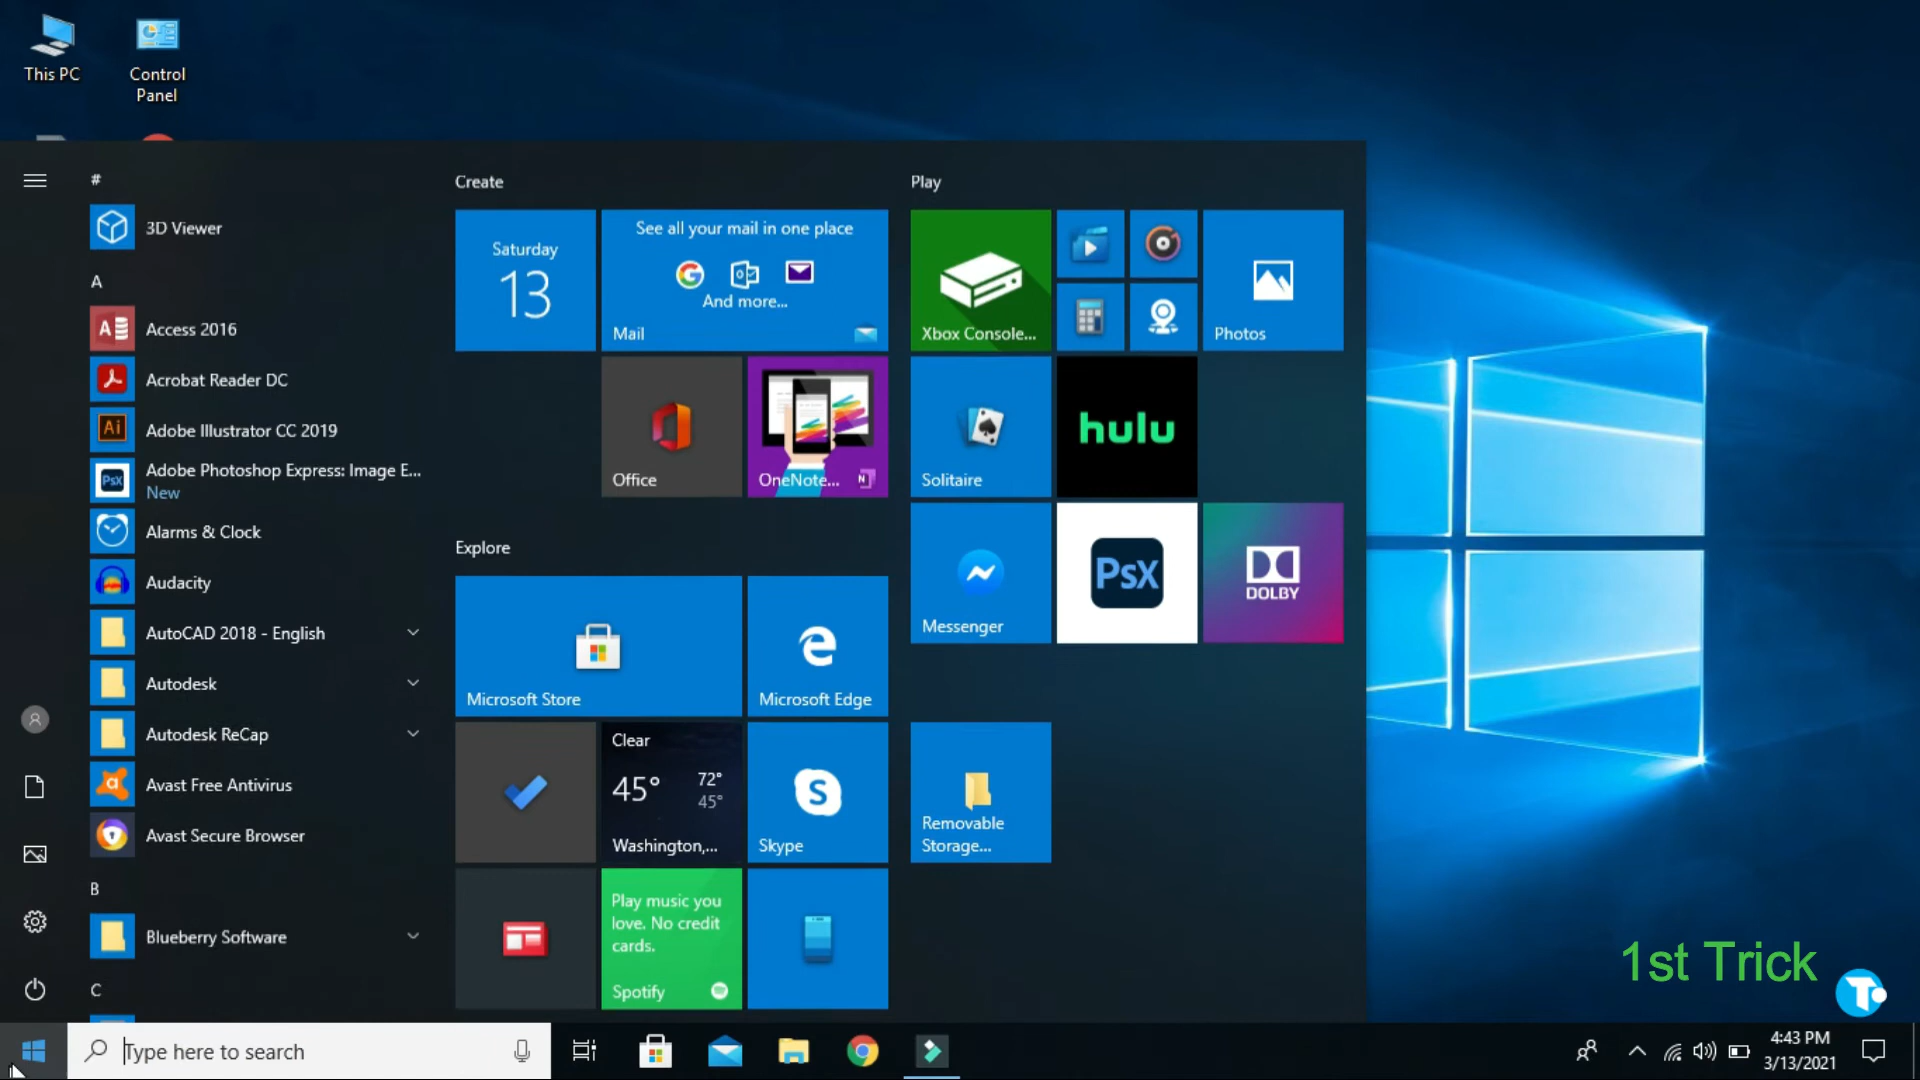 This PC
Control
Panel
#
3D Viewer
A
Access 2016
Acrobat Reader DC
Ai
Adobe Illustrator CC 2019
PsX
Adobe Photoshop Express: Image E...
New
Alarms & Clock
Audacity
AutoCAD 2018 - English
Autodesk
Autodesk ReCap
Avast Free Antivirus
Avast Secure Browser
B
Blueberry Software
C
Create
Saturday
13
See all your mail in one place
And more...
Mail
Office
OneNote...
Explore
Microsoft Store
Microsoft Edge
Clear
45°
72°
45°
Washington,...
Skype
Play music you
love. No credit
cards.
Spotify
Play
Xbox Console...
Photos
Solitaire
hulu
Messenger
PsX
DOLBY
Removable
Storage...
1st Trick
Type here to search
4:43 PM
3/13/2021